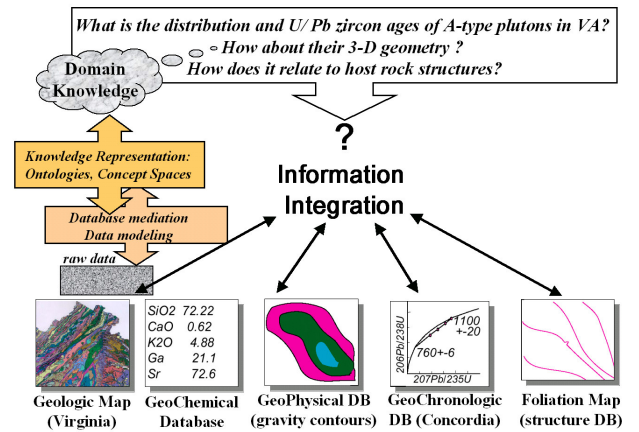 What is the distribution and U/ Pb zircon ages of A-type plutons in VA?
How about their 3-D geometry ?
How does it relate to host rock structures?
Domain
Knowledge
?
Information
Integration
Knowledge Representation:
Ontologies, Concept Spaces
Database mediation
Data modeling
raw data
SiO2 72.22
CaO 0.62
K2O 4.88
Ga 21.1
Sr 72.6
206Pb/238U
1100
+-20
760+-6
207Pb/235U
Geologic Map
(Virginia)
GeoChemical
Database
GeoPhysical DB
(gravity contours)
GeoChronologic
DB (Concordia)
Foliation Map
(structure DB)